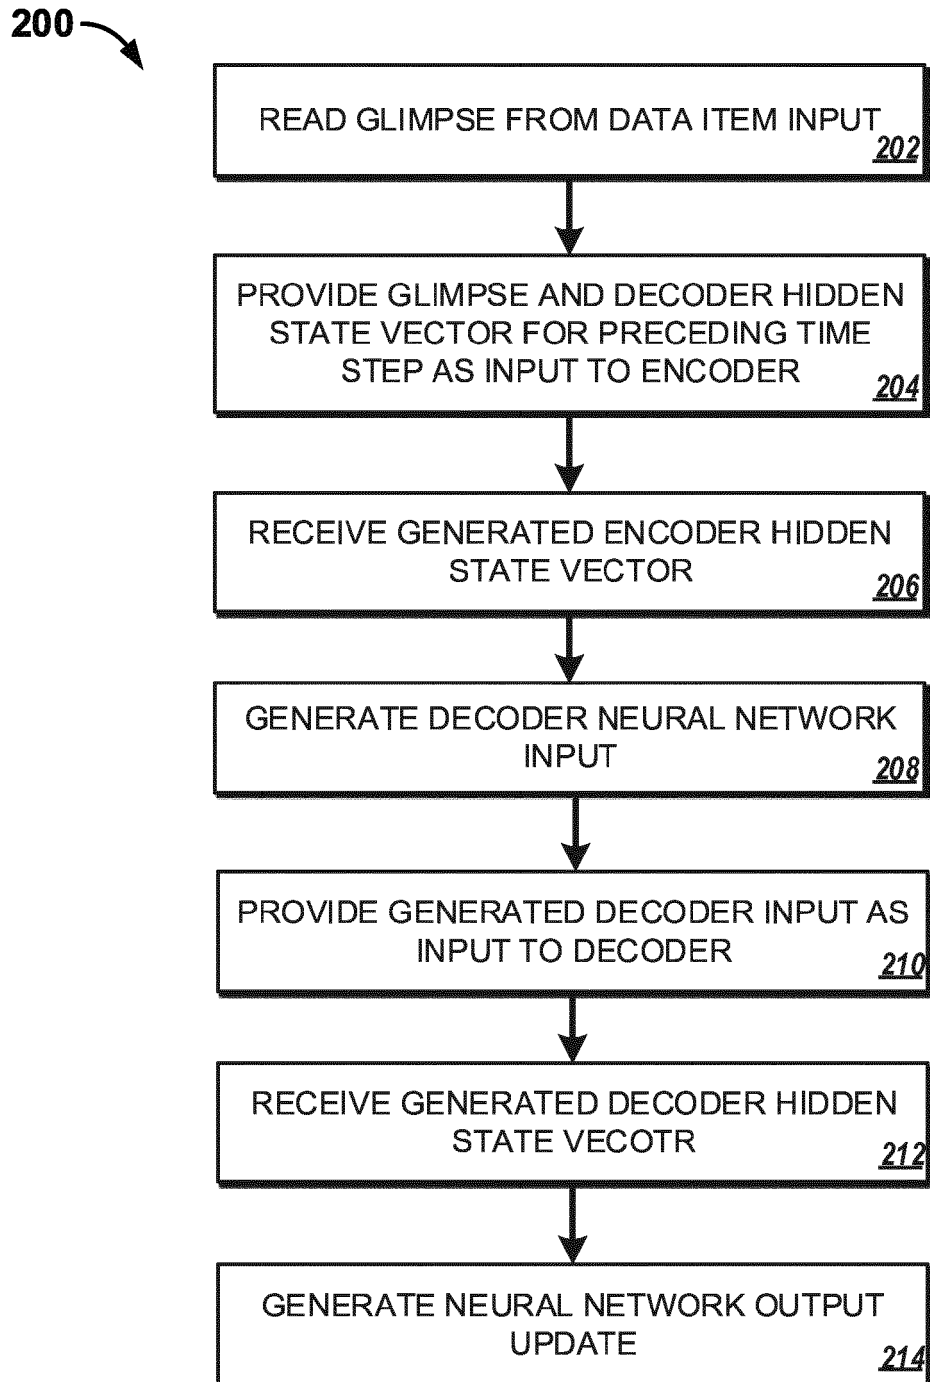 200
READ GLIMPSE FROM DATA ITEM INPUT
202
PROVIDE GLIMPSE AND DECODER HIDDEN
STATE VECTOR FOR PRECEDING TIME
STEP AS INPUT TO ENCODER
204
RECEIVE GENERATED ENCODER HIDDEN
STATE VECTOR
206
GENERATE DECODER NEURAL NETWORK
INPUT
208
PROVIDE GENERATED DECODER INPUT AS
INPUT TO DECODER
210
RECEIVE GENERATED DECODER HIDDEN
STATE VECOTR
212
GENERATE NEURAL NETWORK OUTPUT
UPDATE
214